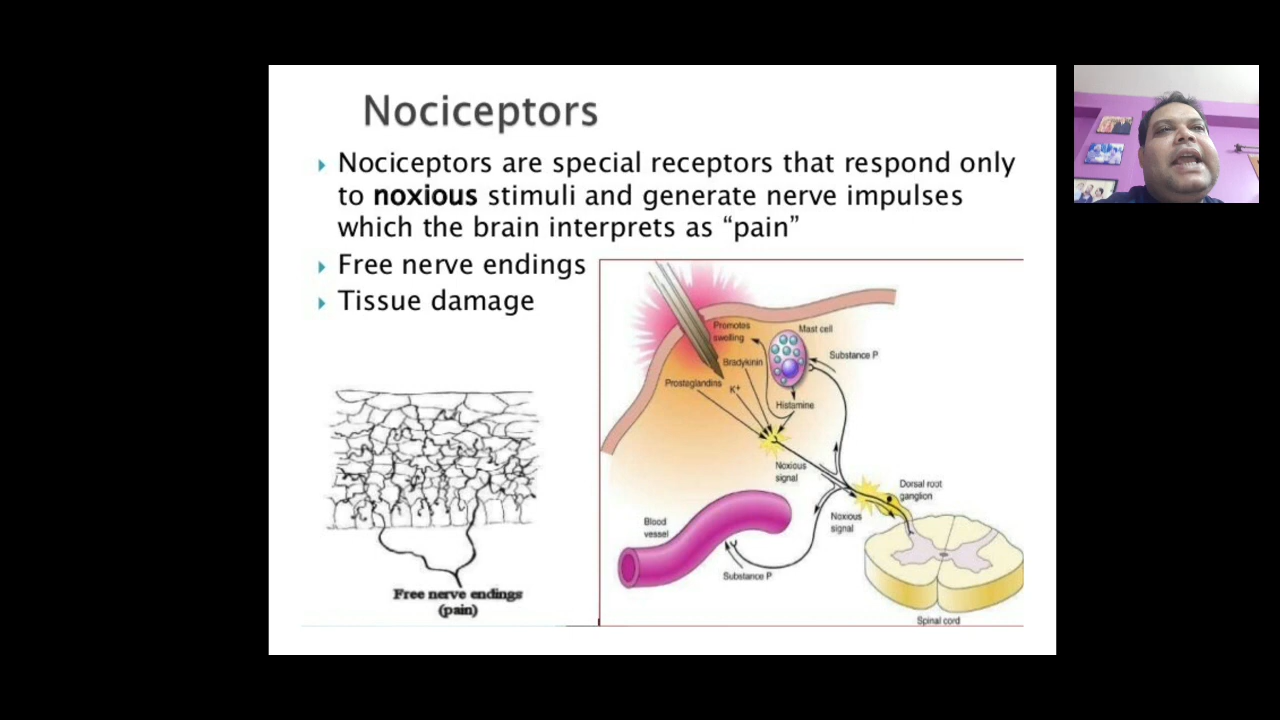 Nociceptors
Nociceptors are special receptors that respond only
to noxious stimuli and generate nerve impulses
which the brain interprets as “pain”
Free nerve endings
Tissue damage
Free nerve endings
(pain)
Promotes
swelling
Mast cell
Substance P
Bradykinin
Prostaglandins
K+
Histamine
Noxious
signal
Dorsal root
ganglion
Noxious
signal
Blood
vessel
Substance P
Spinal cord